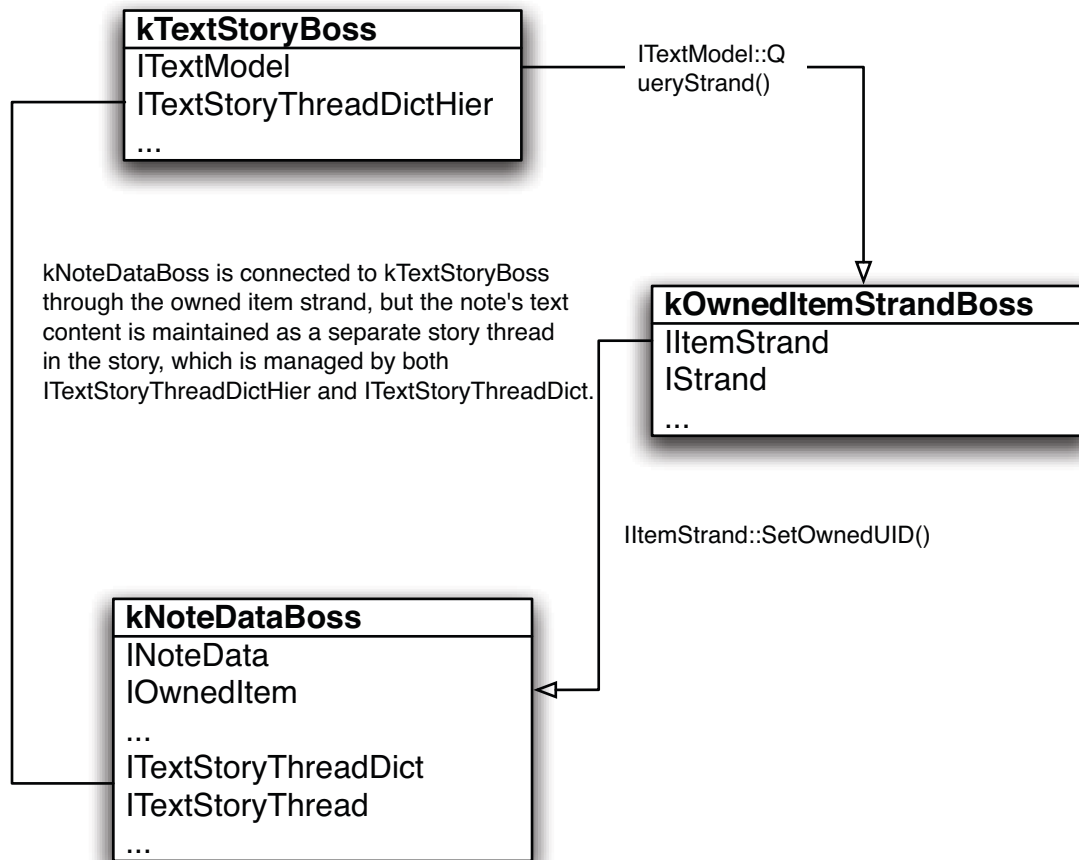 kTextStoryBoss
ITextModel
ITextStoryThreadDictHier
...
ITextModel::Q
ueryStrand()
kNoteDataBoss is connected to kTextStoryBoss
through the owned item strand, but the note's text
content is maintained as a separate story thread
in the story, which is managed by both
ITextStoryThreadDictHier and ITextStoryThreadDict.
kOwnedItemStrandBoss
IItemStrand
IStrand
...
IItemStrand::SetOwnedUID()
kNoteDataBoss
INoteData
IOwnedItem
...
ITextStoryThreadDict
ITextStoryThread
...